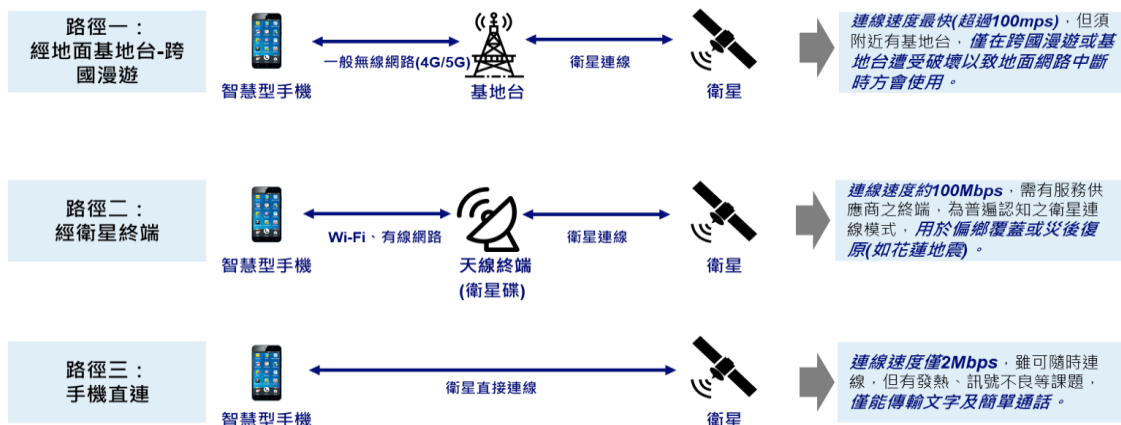 路徑一：
經地面基地台-跨
國漫遊
一般無線網路(4G/5G)
衛星連線
智慧型手機
基地台
衛星
連線速度最快(超過100mps)，但須
附近有基地台，僅在跨國漫遊或基
地台遭受破壞以致地面網路中斷
時方會使用。
路徑二：
經衛星終端
Wi-Fi、有線網路
衛星連線
智慧型手機
天線終端
(衛星碟)
衛星
連線速度約100Mbps，需有服務供
應商之終端，為普遍認知之衛星連
線模式，用於偏鄉覆蓋或災後復
原(如花蓮地震)。
路徑三：
手機直連
衛星直接連線
智慧型手機
衛星
連線速度僅2Mbps，雖可隨時連
線，但有發熱、訊號不良等課題，
僅能傳輸文字及簡單通話。